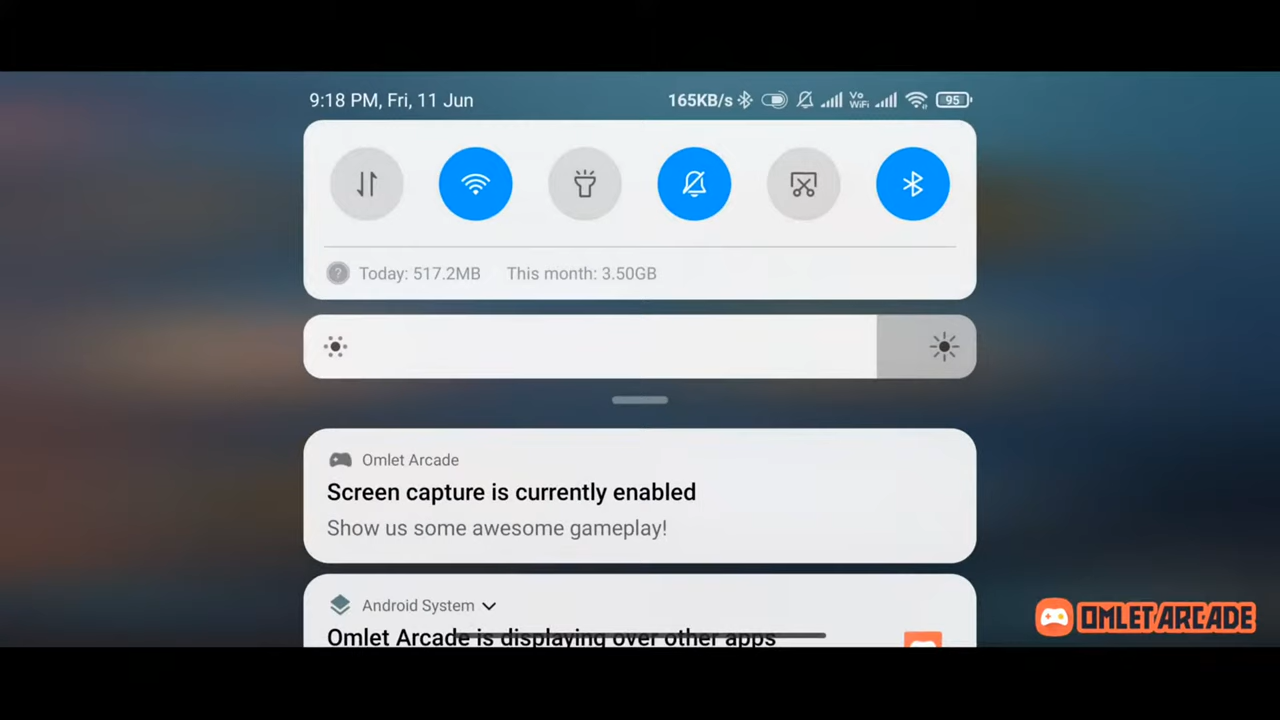 9:18 PM, Fri, 11 Jun
165KB/s Vo WiFi 95
Today: 517.2MB This month: 3.50GB
Omlet Arcade
Screen capture is currently enabled
Show us some awesome gameplay!
Android System
Omlet Arcade is displaying over other apps
OMLET ARCADE